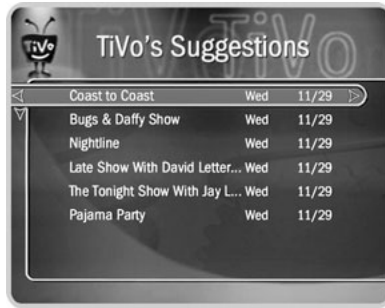 TiVo
TiVo's Suggestions
Coast to Coast Wed 11/29
Bugs & Daffy Show Wed 11/29
Nightline Wed 11/29
Late Show With David Letter... Wed 11/29
The Tonight Show With Jay L... Wed 11/29
Pajama Party Wed 11/29